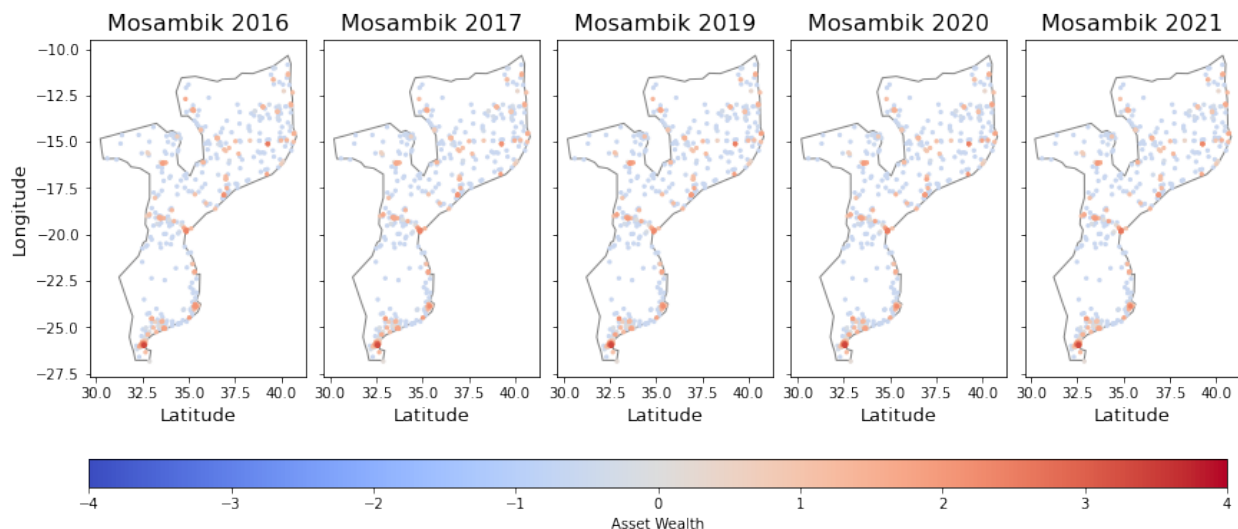 Mosambik 2016 Mosambik 2017 Mosambik 2019 Mosambik 2020 Mosambik 2021
−10.0
−12.5
−15.0
−17.5
−20.0
−22.5
−25.0
−27.5
Longitude
30.0 32.5 35.0 37.5 40.0 30.0 32.5 35.0 37.5 40.0 30.0 32.5 35.0 37.5 40.0 30.0 32.5 35.0 37.5 40.0 30.0 32.5 35.0 37.5 40.0
Latitude Latitude Latitude Latitude Latitude
−4 −3 −2 −1 0 1 2 3 4
Asset Wealth